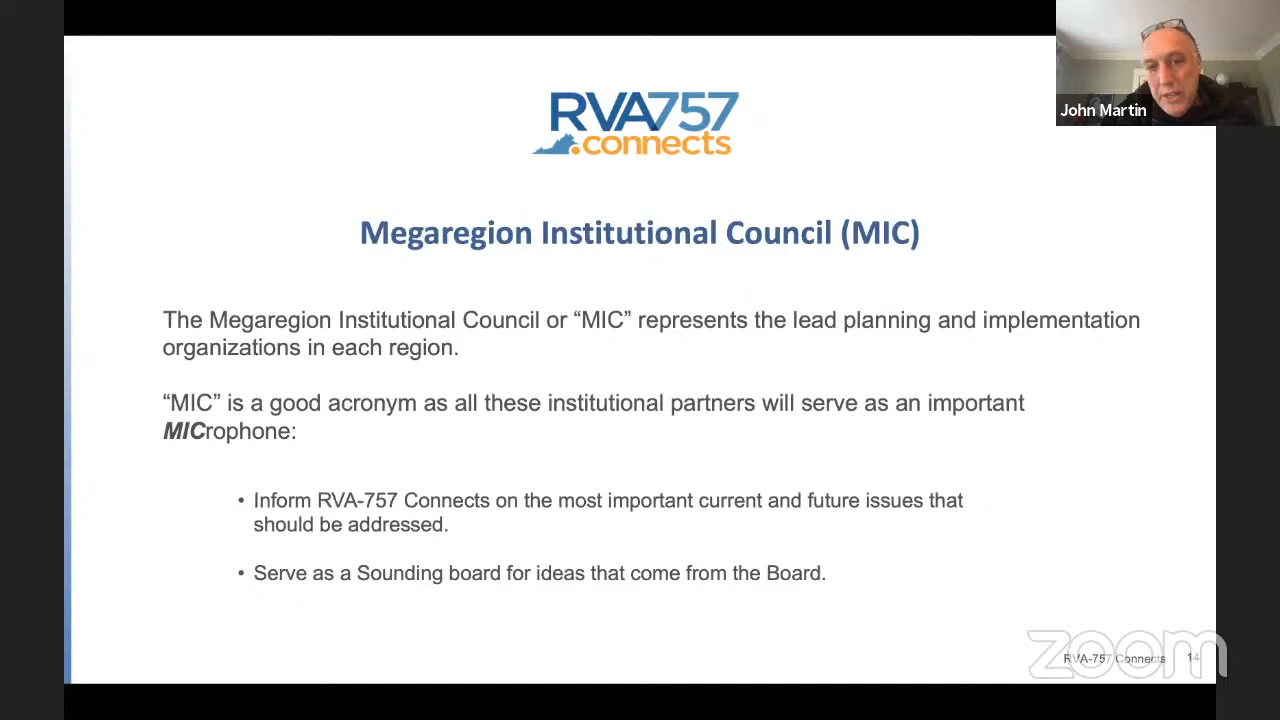 John Martin
RVA757
connects
Megaregion Institutional Council (MIC)
The Megaregion Institutional Council or “MIC” represents the lead planning and implementation
organizations in each region.
“MIC” is a good acronym as all these institutional partners will serve as an important
MICrophone:
• Inform RVA-757 Connects on the most important current and future issues that
should be addressed.
• Serve as a Sounding board for ideas that come from the Board.
zoom
RVA-757 Connects 14